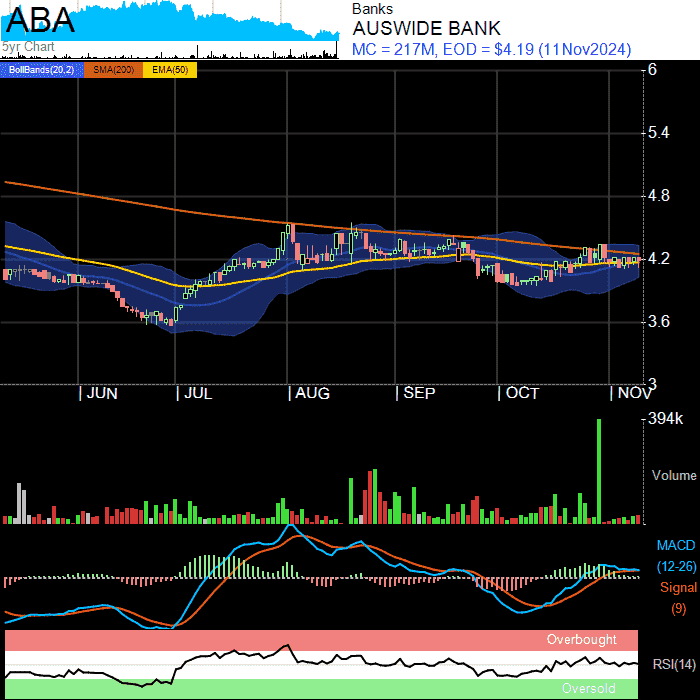 ABA
5yr Chart
Banks
AUSWIDE BANK
MC = 217M, EOD = $4.19 (11Nov2024)
BollBands(20,2) SMA(200) EMA(50)
6
5.4
4.8
4.2
3.6
3
JUN JUL AUG SEP OCT NOV
394k
Volume
MACD
(12-26)
Signal
(9)
Overbought
RSI(14)
Oversold